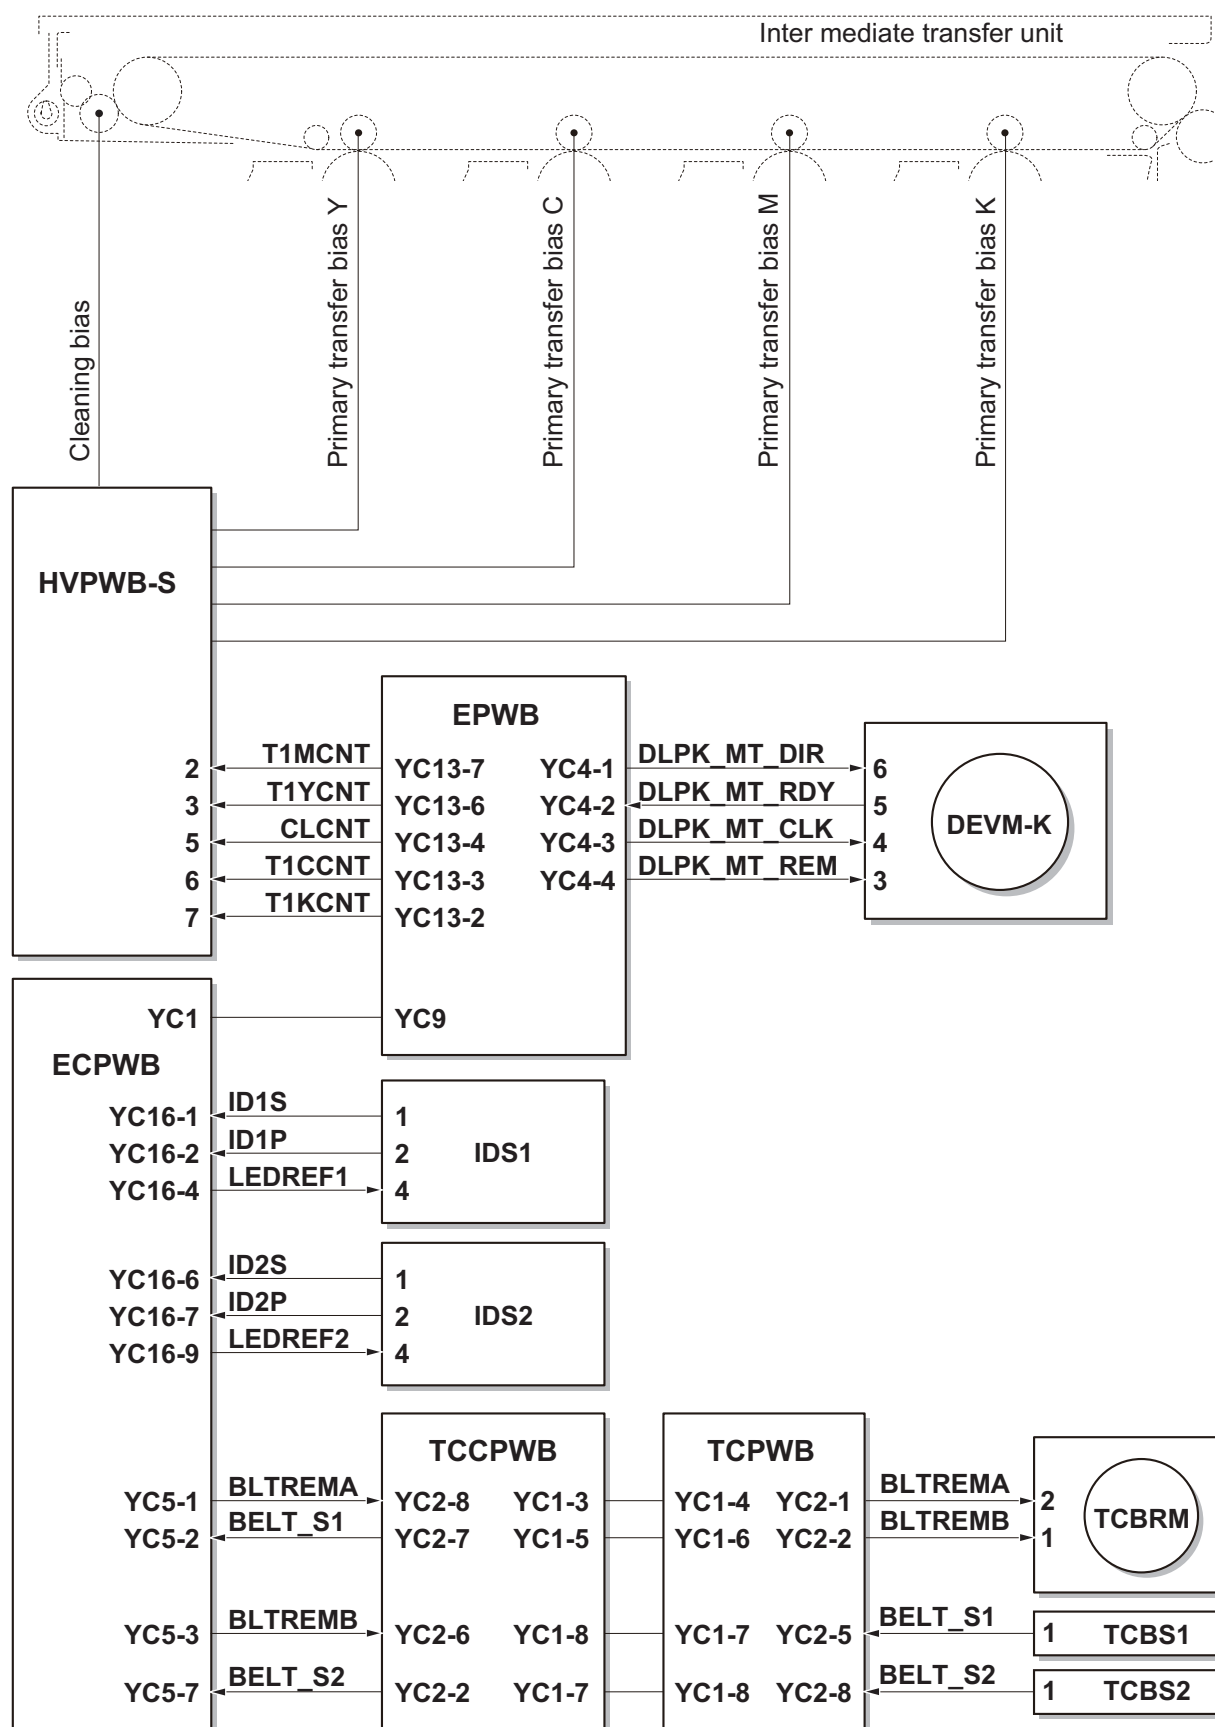 Inter mediate transfer unit
Cleaning bias
Primary transfer bias Y
Primary transfer bias C
Primary transfer bias M
Primary transfer bias K
HVPWB-S
EPWB
2 T1MCNT YC13-7 YC4-1 DLPK_MT_DIR 6
3 T1YCNT YC13-6 YC4-2 DLPK_MT_RDY 5
5 CLCNT YC13-4 YC4-3 DLPK_MT_CLK 4
6 T1CCNT YC13-3 YC4-4 DLPK_MT_REM 3
7 T1KCNT YC13-2
DEVM-K
YC1 YC9
ECPWB
YC16-1 ID1S 1
YC16-2 ID1P 2 IDS1
YC16-4 LEDREF1 4
YC16-6 ID2S 1
YC16-7 ID2P 2 IDS2
YC16-9 LEDREF2 4
TCCPWB TCPWB
YC5-1 BLTREMA YC2-8 YC1-3 YC1-4 YC2-1 BLTREMA 2
YC5-2 BELT_S1 YC2-7 YC1-5 YC1-6 YC2-2 BLTREMB 1
TCBRM
YC5-3 BLTREMB YC2-6 YC1-8 YC1-7 YC2-5 BELT_S1 1 TCBS1
YC5-7 BELT_S2 YC2-2 YC1-7 YC1-8 YC2-8 BELT_S2 1 TCBS2